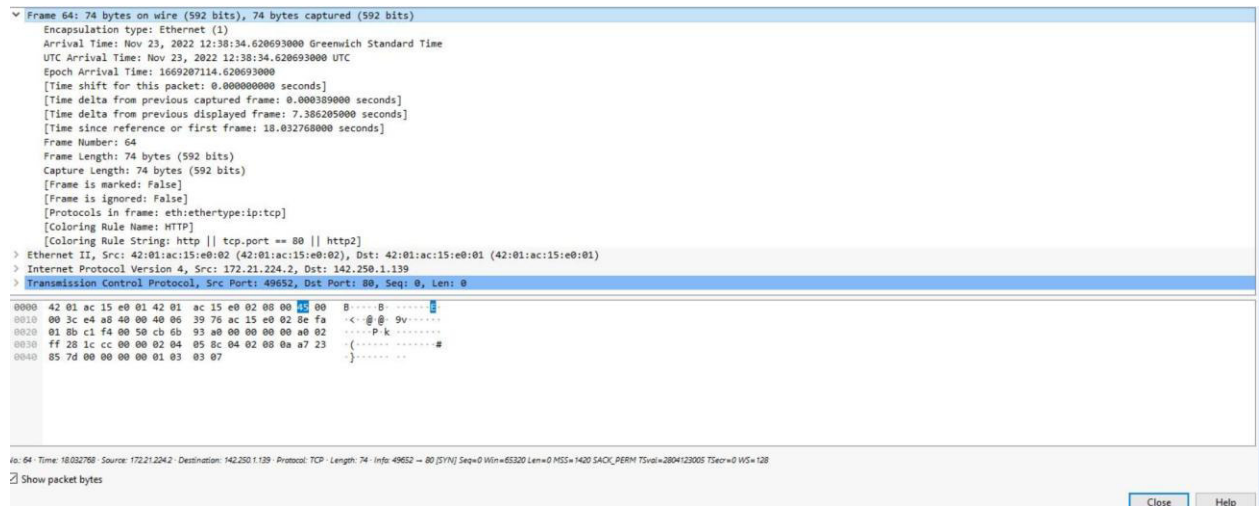 Frame 64: 74 bytes on wire (592 bits), 74 bytes captured (592 bits)
Encapsulation type: Ethernet (1)
Arrival Time: Nov 23, 2022 12:38:34.620693000 Greenwich Standard Time
UTC Arrival Time: Nov 23, 2022 12:38:34.620693000 UTC
Epoch Arrival Time: 1669207114.620693000
[Time shift for this packet: 0.000000000 seconds]
[Time delta from previous captured frame: 0.000389000 seconds]
[Time delta from previous displayed frame: 7.386205000 seconds]
[Time since reference or first frame: 18.032768000 seconds]
Frame Number: 64
Frame Length: 74 bytes (592 bits)
Capture Length: 74 bytes (592 bits)
[Frame is marked: False]
[Frame is ignored: False]
[Protocols in frame: eth:ethertype:ip:tcp]
[Coloring Rule Name: HTTP]
[Coloring Rule String: http || tcp.port == 80 || http2]
> Ethernet II, Src: 42:01:ac:15:e0:02 (42:01:ac:15:e0:02), Dst: 42:01:ac:15:e0:01 (42:01:ac:15:e0:01)
> Internet Protocol Version 4, Src: 172.21.224.2, Dst: 142.250.1.139
> Transmission Control Protocol, Src Port: 49652, Dst Port: 80, Seq: 0, Len: 0
0000 42 01 ac 15 e0 01 42 01 ac 15 e0 02 08 00 45 00 B·····B· ······E·
0010 00 3c e4 a8 40 00 40 06 39 76 ac 15 e0 02 8e fa ·<··@·@· 9v······
0020 01 8b c1 f4 00 50 cb 6b 93 a0 00 00 00 00 a0 02 ·····P·k ········
0030 ff 28 1c cc 00 00 02 04 05 8c 04 02 08 0a a7 23 ·(······ ·······#
0040 85 7d 00 00 00 00 01 03 03 07 ·}······ ··
No.: 64 · Time: 18.032768 · Source: 172.21.224.2 · Destination: 142.250.1.139 · Protocol: TCP · Length: 74 · Info: 49652 → 80 [SYN] Seq=0 Win=65320 Len=0 MSS=1420 SACK_PERM TSval=2804123005 TSecr=0 WS=128
Show packet bytes
Close Help